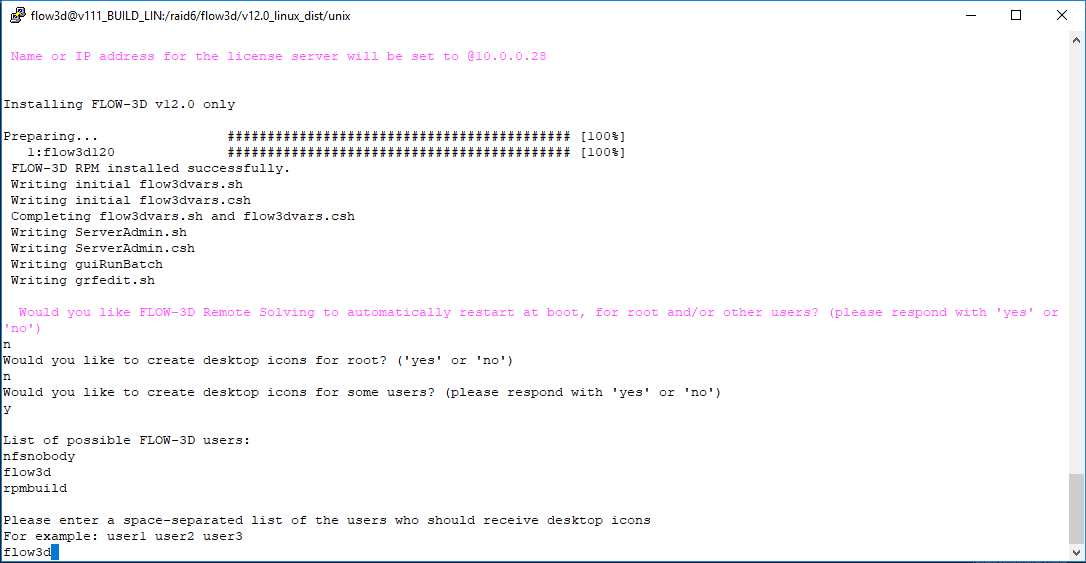 flow3d@v111_BUILD_LIN:/raid6/flow3d/v12.0_linux_dist/unix
Name or IP address for the license server will be set to @10.0.0.28
Installing FLOW-3D v12.0 only
Preparing... ########################################### [100%]
1:flow3d120 ########################################### [100%]
FLOW-3D RPM installed successfully.
Writing initial flow3dvars.sh
Writing initial flow3dvars.csh
Completing flow3dvars.sh and flow3dvars.csh
Writing ServerAdmin.sh
Writing ServerAdmin.csh
Writing guiRunBatch
Writing grfedit.sh
Would you like FLOW-3D Remote Solving to automatically restart at boot, for root and/or other users? (please respond with 'yes' or
'no')
n
Would you like to create desktop icons for root? ('yes' or 'no')
n
Would you like to create desktop icons for some users? (please respond with 'yes' or 'no')
y
List of possible FLOW-3D users:
nfsnobody
flow3d
rpmbuild
Please enter a space-separated list of the users who should receive desktop icons
For example: user1 user2 user3
flow3d